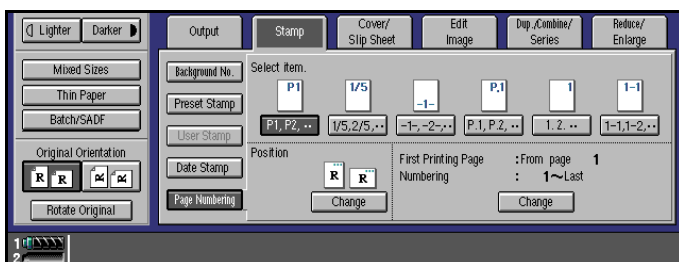 Lighter Darker
Mixed Sizes
Thin Paper
Batch/SADF
Original Orientation
R R R R
Rotate Original
Output
Stamp
Cover/
Slip Sheet
Edit
Image
Dup./Combine/
Series
Reduce/
Enlarge
Background No.
Preset Stamp
User Stamp
Date Stamp
Page Numbering
Select item.
P1 1/5 -1- P.1 1 1-1
P1, P2, ·· 1/5,2/5,·· -1-,-2-,·· P.1, P.2, ·· 1. 2. ·· 1-1,1-2,··
Position
R R
Change
First Printing Page :From page 1
Numbering : 1～Last
Change
1
2